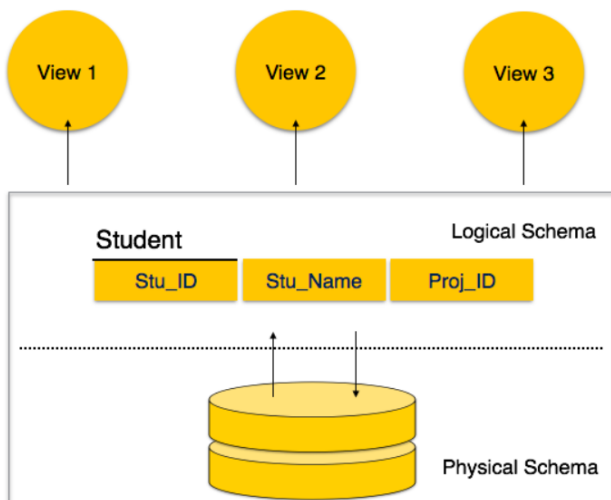 View 1
View 2
View 3
Logical Schema
Student
Stu_ID
Stu_Name
Proj_ID
Physical Schema